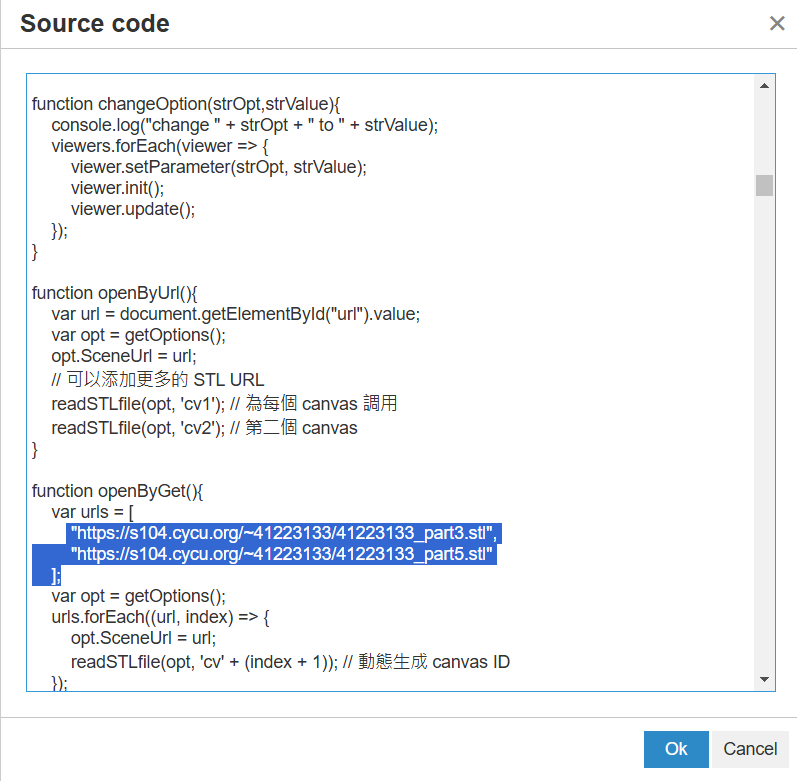 Source code
function changeOption(strOpt,strValue){
console.log("change " + strOpt + " to " + strValue);
viewers.forEach(viewer => {
viewer.setParameter(strOpt, strValue);
viewer.init();
viewer.update();
});
}
function openByUrl(){
var url = document.getElementById("url").value;
var opt = getOptions();
opt.SceneUrl = url;
// 可以添加更多的 STL URL
readSTLfile(opt, 'cv1'); // 為每個 canvas 調用
readSTLfile(opt, 'cv2'); // 第二個 canvas
}
function openByGet(){
var urls = [
"https://s104.cycu.org/~41223133/41223133_part3.stl",
"https://s104.cycu.org/~41223133/41223133_part5.stl"
];
var opt = getOptions();
urls.forEach((url, index) => {
opt.SceneUrl = url;
readSTLfile(opt, 'cv' + (index + 1)); // 動態生成 canvas ID
});
Ok
Cancel